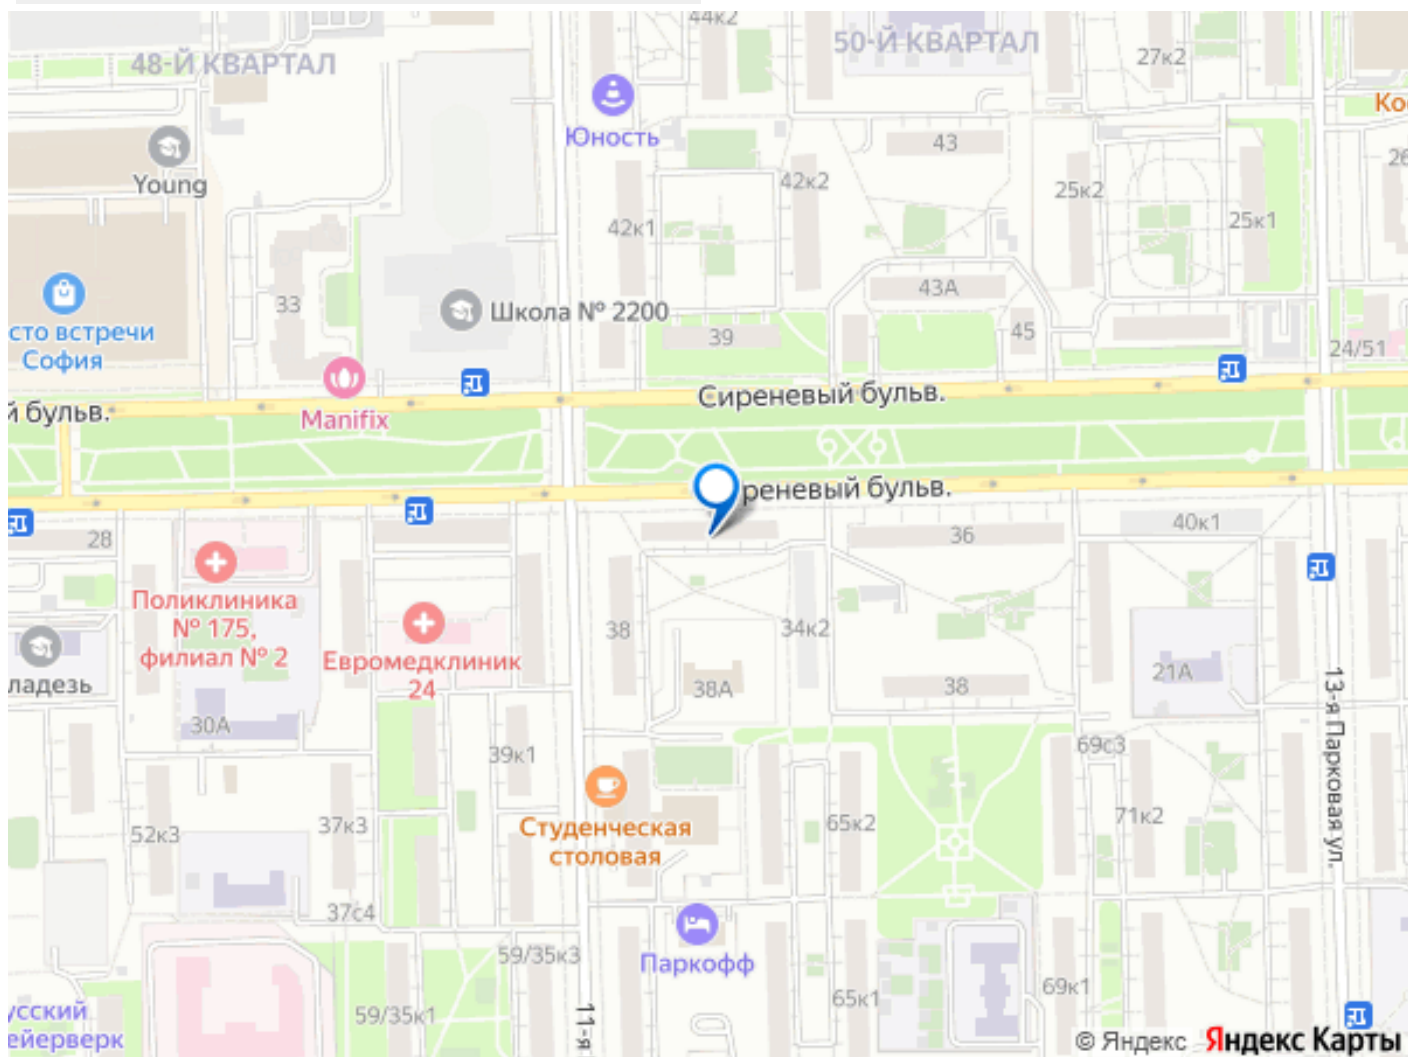 44к2
48-Й КВАРТАЛ
50-Й КВАРТАЛ
27к2
Ко
Юность
43
Young
42к2
25к2
26
42к1
25к1
33
43А
Школа № 2200
сто встречи
София
39
45
24/51
Сиреневый бульв.
й бульв.
Manifix
реневый бульв.
28
36
40к1
Поликлиника
№ 175,
филиал № 2
38
34к2
Евромедклиник
24
ладезь
38А
38
21А
13-я Парковая ул.
30А
39к1
69с3
52к3
37к3
Студенческая
столовая
65к2
71к2
37с4
59/35к3
Паркофф
65к1
69к1
усский
ейерверк
59/35к1
11-я
© Яндекс Яндекс Карты